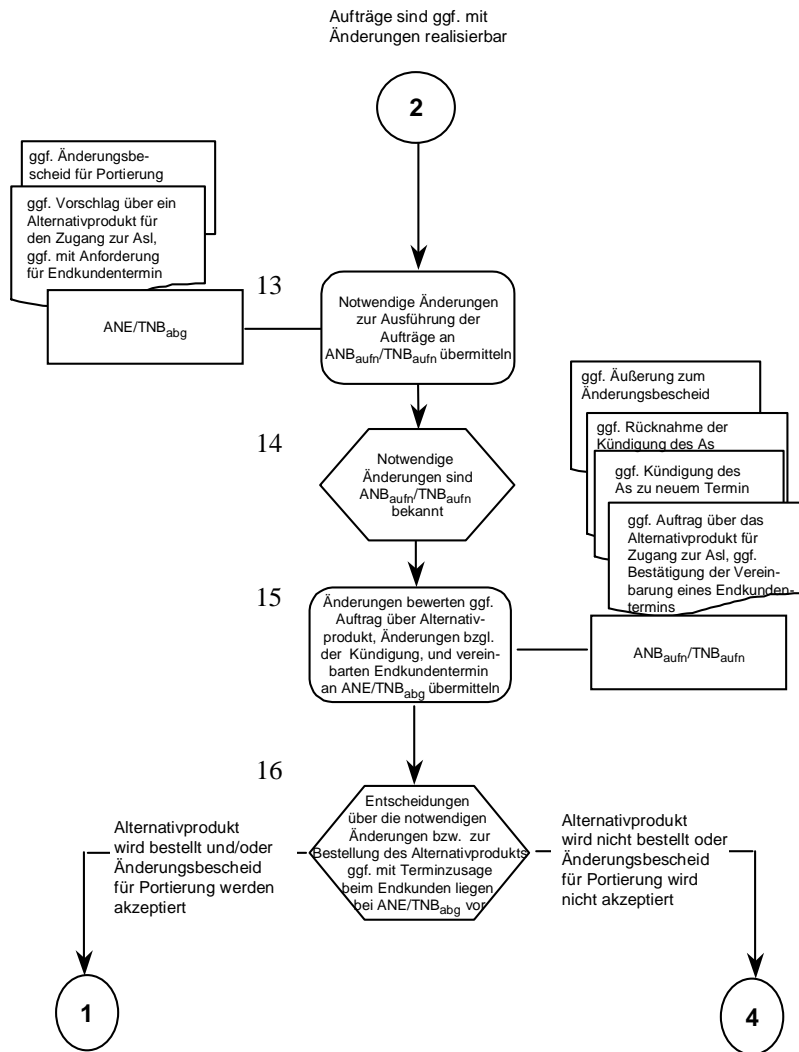 Aufträge sind ggf. mit
Änderungen realisierbar
2
ggf. Änderungsbe-
scheid für Portierung
ggf. Vorschlag über ein
Alternativprodukt für
den Zugang zur Asl,
ggf. mit Anforderung
für Endkundentermin
ANE/TNBabg
13
Notwendige Änderungen
zur Ausführung der
Aufträge an
ANBaufn/TNBaufn übermitteln
14
Notwendige
Änderungen sind
ANBaufn/TNBaufn
bekannt
ggf. Äußerung zum
Änderungsbescheid
ggf. Rücknahme der
Kündigung des As
ggf. Kündigung des
As zu neuem Termin
ggf. Auftrag über das
Alternativprodukt für
Zugang zur Asl, ggf.
Bestätigung der Verein-
barung eines Endkunden-
termins
ANBaufn/TNBaufn
15
Änderungen bewerten ggf.
Auftrag über Alternativ-
produkt, Änderungen bzgl.
der Kündigung, und verein-
barten Endkundentermin
an ANE/TNBabg übermitteln
16
Entscheidungen
über die notwendigen
Änderungen bzw. zur
Bestellung des Alternativprodukts
ggf. mit Terminzusage
beim Endkunden liegen
bei ANE/TNBabg vor
Alternativprodukt
wird bestellt und/oder
Änderungsbescheid
für Portierung werden
akzeptiert
Alternativprodukt
wird nicht bestellt oder
Änderungsbescheid
für Portierung wird
nicht akzeptiert
1
4